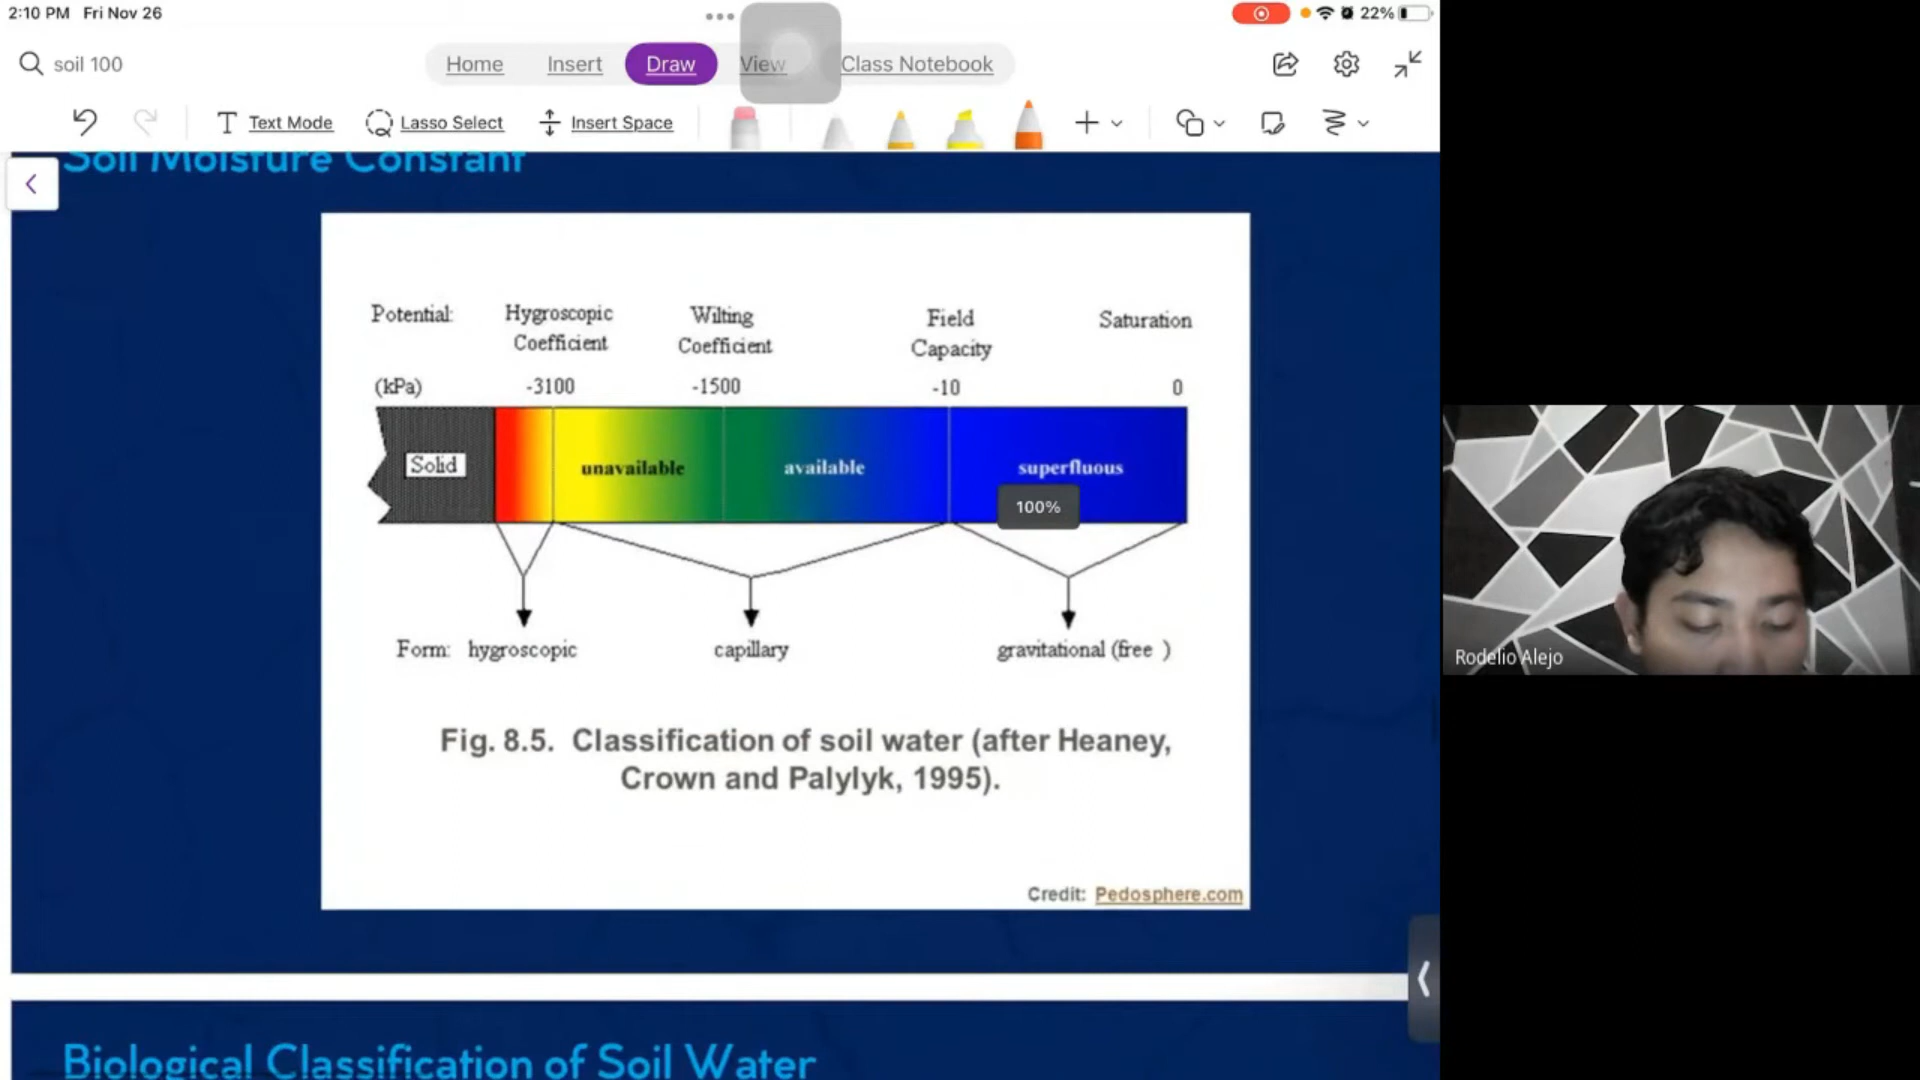 2:10 PM Fri Nov 26
22%
soil 100
Home Insert Draw View Class Notebook
Text Mode Lasso Select Insert Space
Soil Moisture Constant
Potential: Hygroscopic Coefficient Wilting Coefficient Field Capacity Saturation
(kPa) -3100 -1500 -10 0
Solid unavailable available superfluous
100%
Form: hygroscopic capillary gravitational (free )
Fig. 8.5. Classification of soil water (after Heaney,
Crown and Palylyk, 1995).
Credit: Pedosphere.com
Rodelio Alejo
Biological Classification of Soil Water